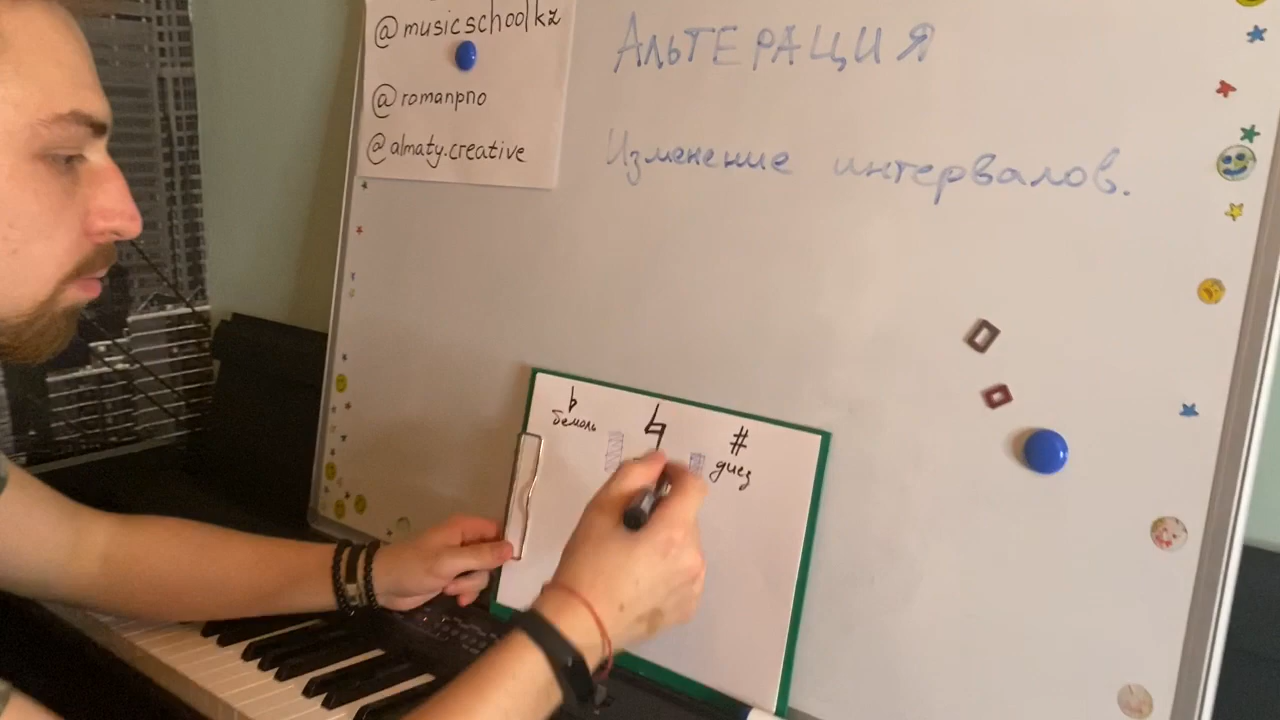 @musicschoolkz
@romanpno
@almaty.creative
АЛЬТЕРАЦИЯ
Изменение интервалов.
♭
бемоль
♮
#
диез